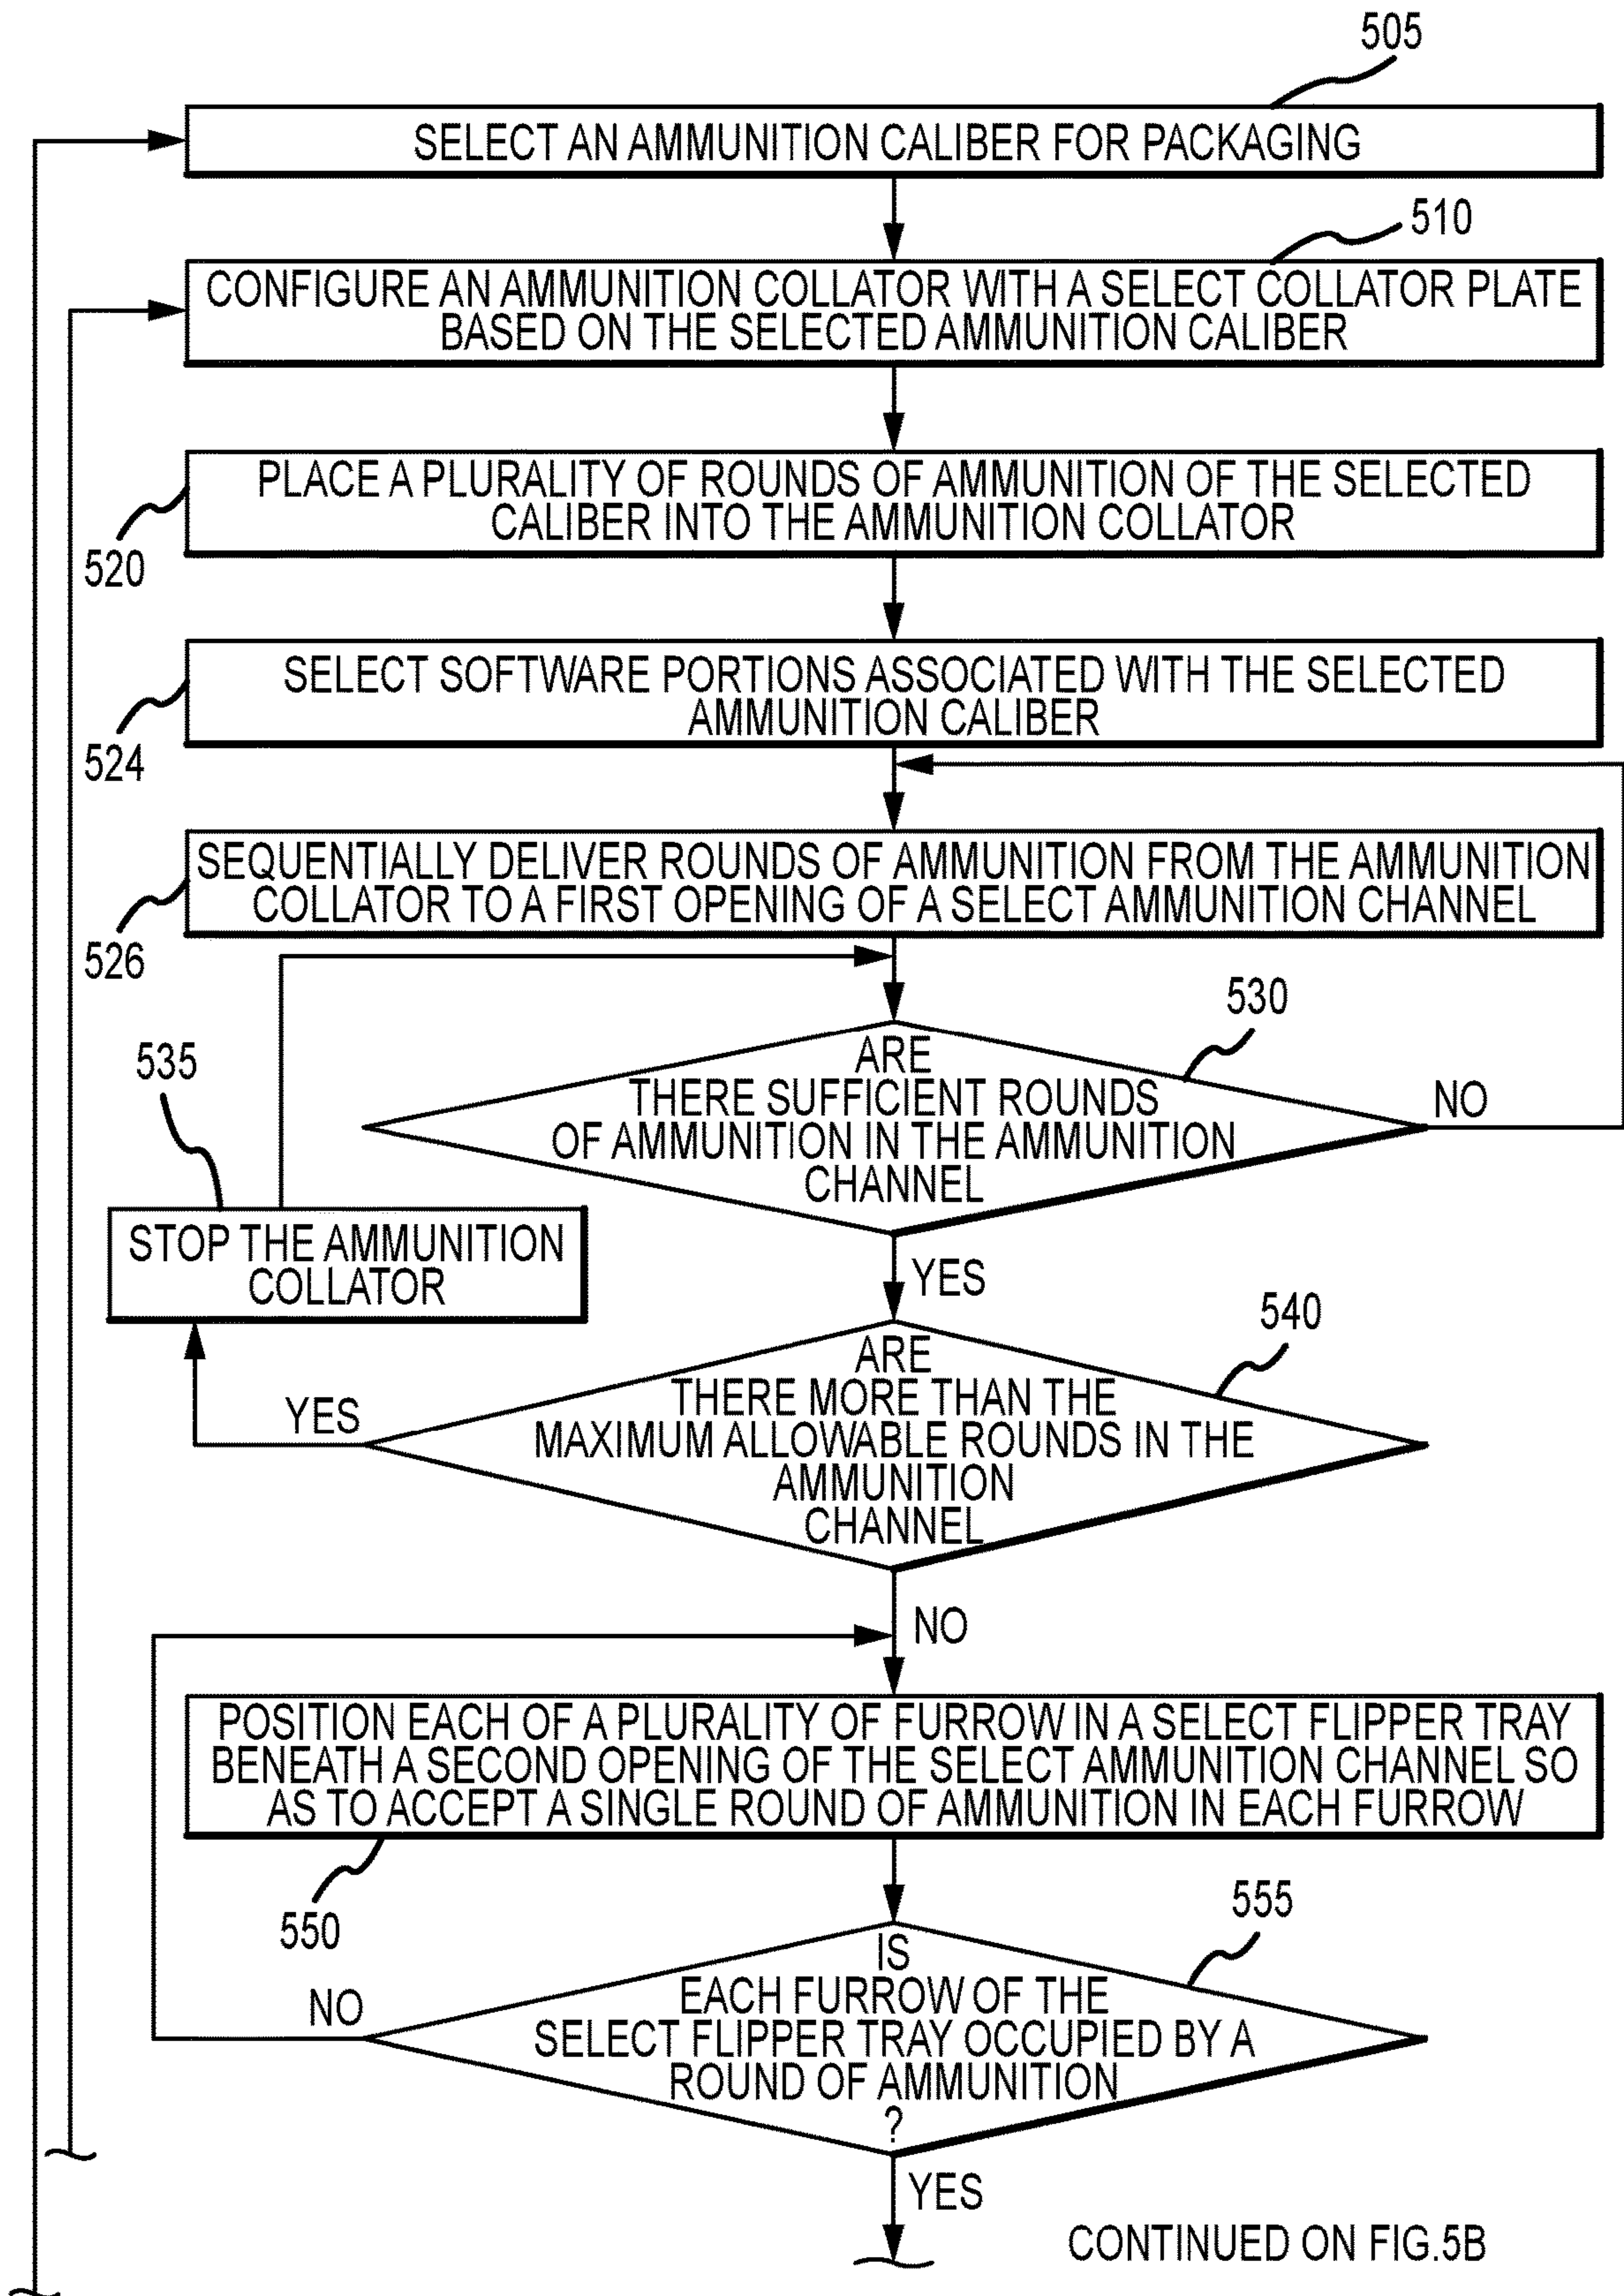 505
SELECT AN AMMUNITION CALIBER FOR PACKAGING
510
CONFIGURE AN AMMUNITION COLLATOR WITH A SELECT COLLATOR PLATE
BASED ON THE SELECTED AMMUNITION CALIBER
PLACE A PLURALITY OF ROUNDS OF AMMUNITION OF THE SELECTED
CALIBER INTO THE AMMUNITION COLLATOR
520
SELECT SOFTWARE PORTIONS ASSOCIATED WITH THE SELECTED
AMMUNITION CALIBER
524
SEQUENTIALLY DELIVER ROUNDS OF AMMUNITION FROM THE AMMUNITION
COLLATOR TO A FIRST OPENING OF A SELECT AMMUNITION CHANNEL
526
530
ARE
THERE SUFFICIENT ROUNDS
OF AMMUNITION IN THE AMMUNITION
CHANNEL
NO
535
STOP THE AMMUNITION
COLLATOR
YES
540
ARE
THERE MORE THAN THE
MAXIMUM ALLOWABLE ROUNDS IN THE
AMMUNITION
CHANNEL
YES
NO
POSITION EACH OF A PLURALITY OF FURROW IN A SELECT FLIPPER TRAY
BENEATH A SECOND OPENING OF THE SELECT AMMUNITION CHANNEL SO
AS TO ACCEPT A SINGLE ROUND OF AMMUNITION IN EACH FURROW
550
555
IS
EACH FURROW OF THE
SELECT FLIPPER TRAY OCCUPIED BY A
ROUND OF AMMUNITION
?
NO
YES
CONTINUED ON FIG.5B